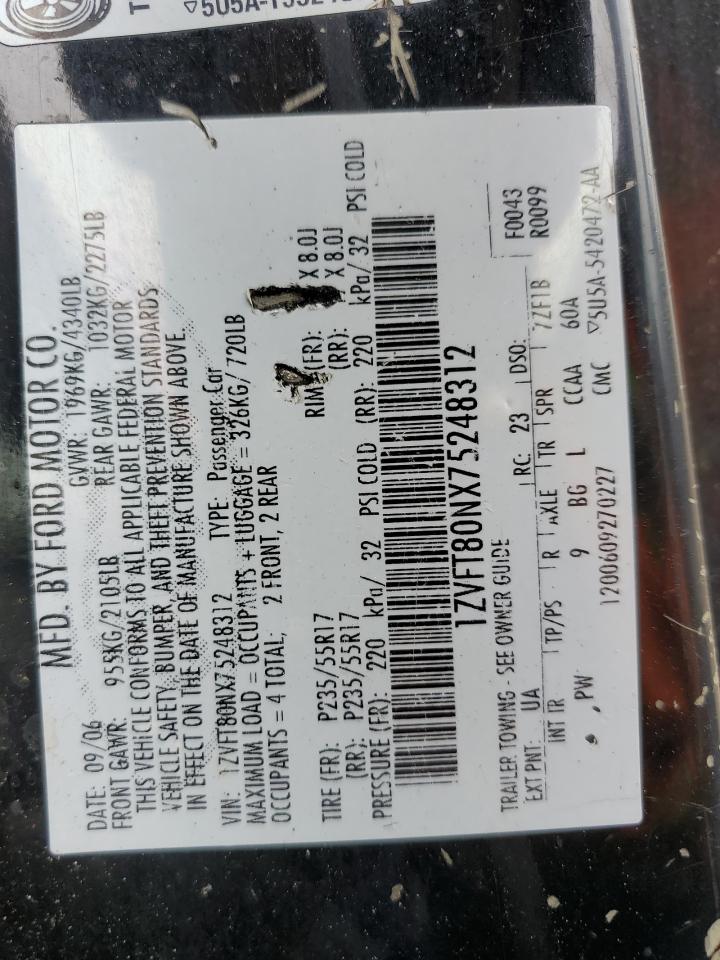 MFD. BY FORD MOTOR CO.
DATE: 09/06 GVWR: 1969KG/4340LB
FRONT GAWR: 955KG/2105LB REAR GAWR: 1032KG/2275LB
THIS VEHICLE CONFORMS TO ALL APPLICABLE FEDERAL MOTOR
VEHICLE SAFETY, BUMPER, AND THEFT PREVENTION STANDARDS
IN EFFECT ON THE DATE OF MANUFACTURE SHOWN ABOVE
VIN: 1ZVFT80NX75248312 TYPE: Passenger Car
MAXIMUM LOAD = OCCUPANTS + LUGGAGE = 326KG/ 720LB
OCCUPANTS = 4 TOTAL; 2 FRONT, 2 REAR
TIRE (FR): P235/55R17 RIM (FR): X 8.0J
(RR): P235/55R17 (RR): X 8.0J
PRESSURE (FR): 220 kPa/ 32 PSI COLD (RR): 220 kPa/ 32 PSI COLD
1ZVFT80NX75248312
TRAILER TOWING - SEE OWNER GUIDE F0043
EXT PNT: UA RC: 23 DSO: R0099
INT TR TP/PS R AXLE TR SPR 7ZF1B
, PW 9 BG L CCAA 60A
1200609270227 CMC ▽5U5A-5420472-AA